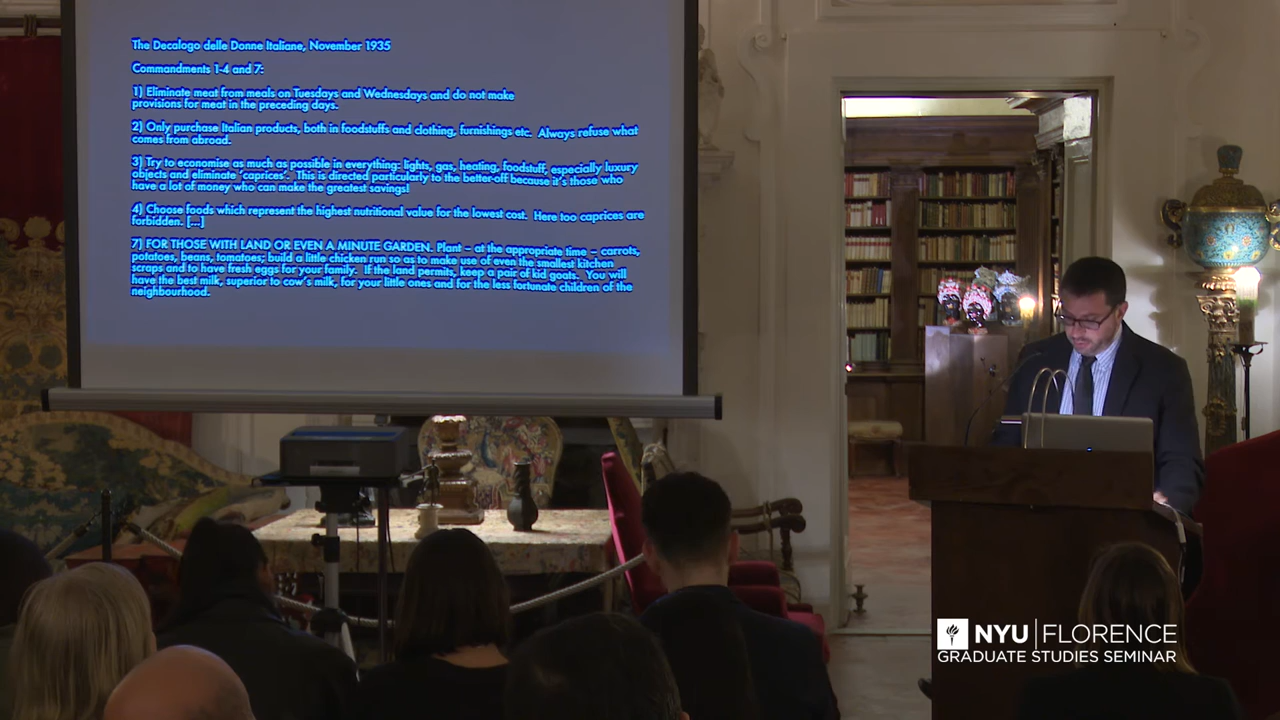 The Decalogo delle Donne Italiane, November 1935
Commandments 1-4 and 7:
1) Eliminate meat from meals on Tuesdays and Wednesdays and do not make
provisions for meat in the preceding days.
2) Only purchase Italian products, both in foodstuffs and clothing, furnishings etc. Always refuse what
comes from abroad.
3) Try to economise as much as possible in everything: lights, gas, heating, foodstuff, especially luxury
objects and eliminate 'caprices'. This is directed particularly to the better-off because it's those who
have a lot of money who can make the greatest savings!
4) Choose foods which represent the highest nutritional value for the lowest cost. Here too caprices are
forbidden. [...]
7) FOR THOSE WITH LAND OR EVEN A MINUTE GARDEN. Plant – at the appropriate time – carrots,
potatoes, beans, tomatoes; build a little chicken run so as to make use of even the smallest kitchen
scraps and to have fresh eggs for your family. If the land permits, keep a pair of kid goats. You will
have the best milk, superior to cow's milk, for your little ones and for the less fortunate children of the
neighbourhood.
NYU FLORENCE
GRADUATE STUDIES SEMINAR